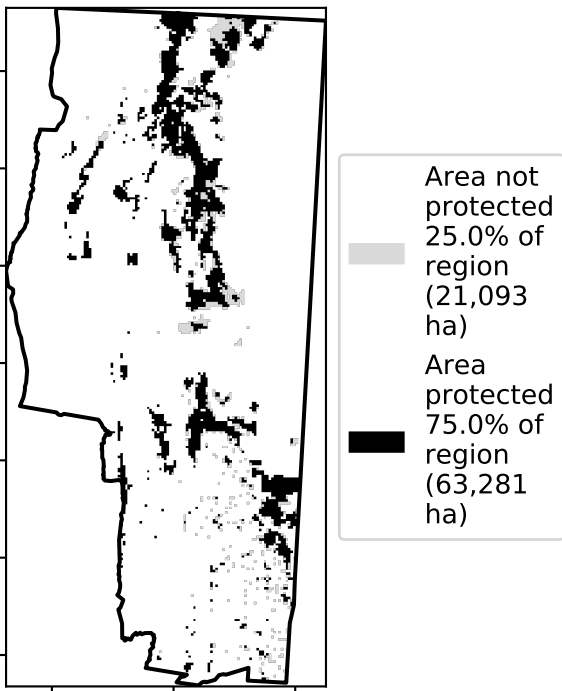 Area not
protected
25.0% of
region
(21,093
ha)
Area
protected
75.0% of
region
(63,281
ha)